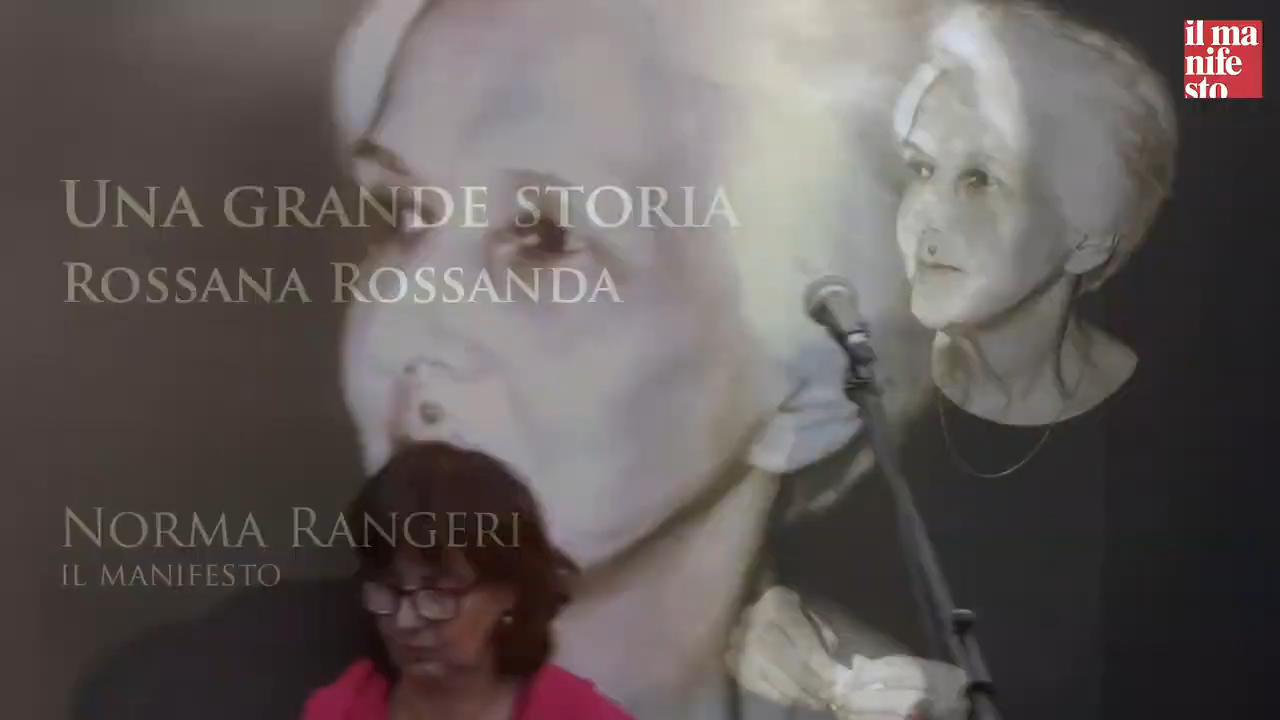 il ma
nife
sto
UNA GRANDE STORIA
ROSSANA ROSSANDA
NORMA RANGERI
IL MANIFESTO